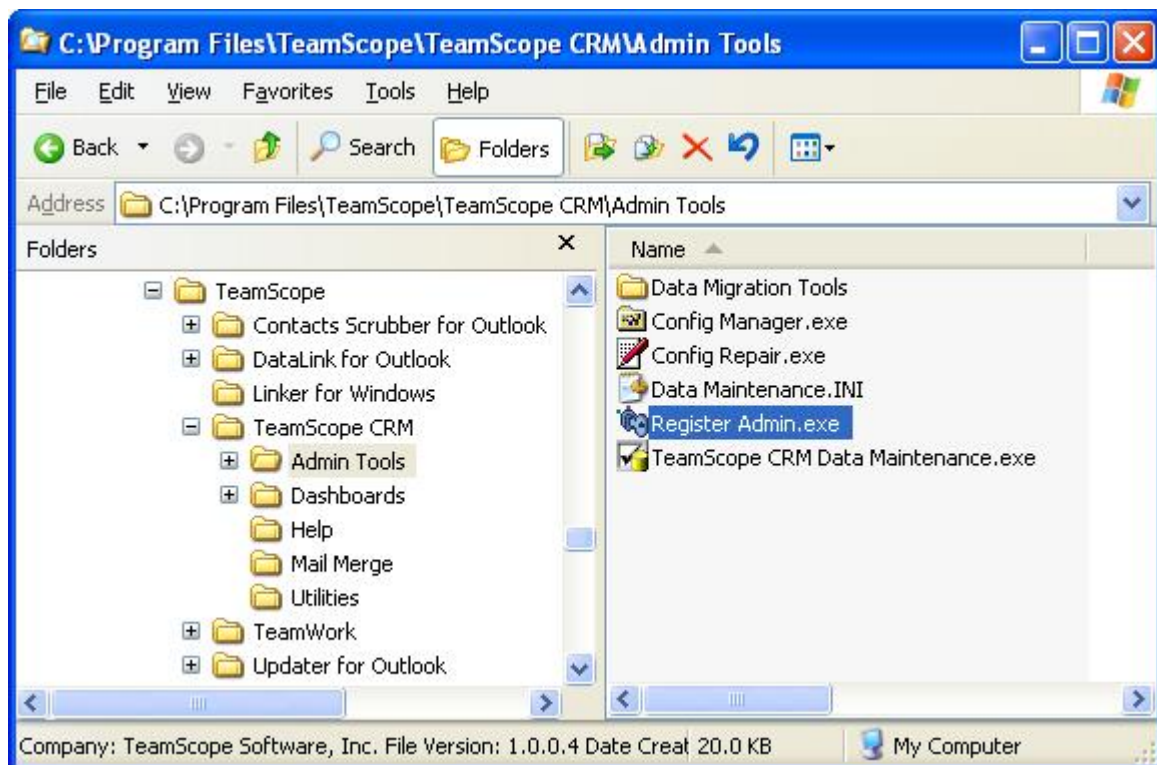 C:\Program Files\TeamScope\TeamScope CRM\Admin Tools
File Edit View Favorites Tools Help
Back Search Folders
Address C:\Program Files\TeamScope\TeamScope CRM\Admin Tools
Folders
TeamScope
Contacts Scrubber for Outlook
DataLink for Outlook
Linker for Windows
TeamScope CRM
Admin Tools
Dashboards
Help
Mail Merge
Utilities
TeamWork
Updater for Outlook
Name
Data Migration Tools
Config Manager.exe
Config Repair.exe
Data Maintenance.INI
Register Admin.exe
TeamScope CRM Data Maintenance.exe
Company: TeamScope Software, Inc. File Version: 1.0.0.4 Date Creat 20.0 KB My Computer